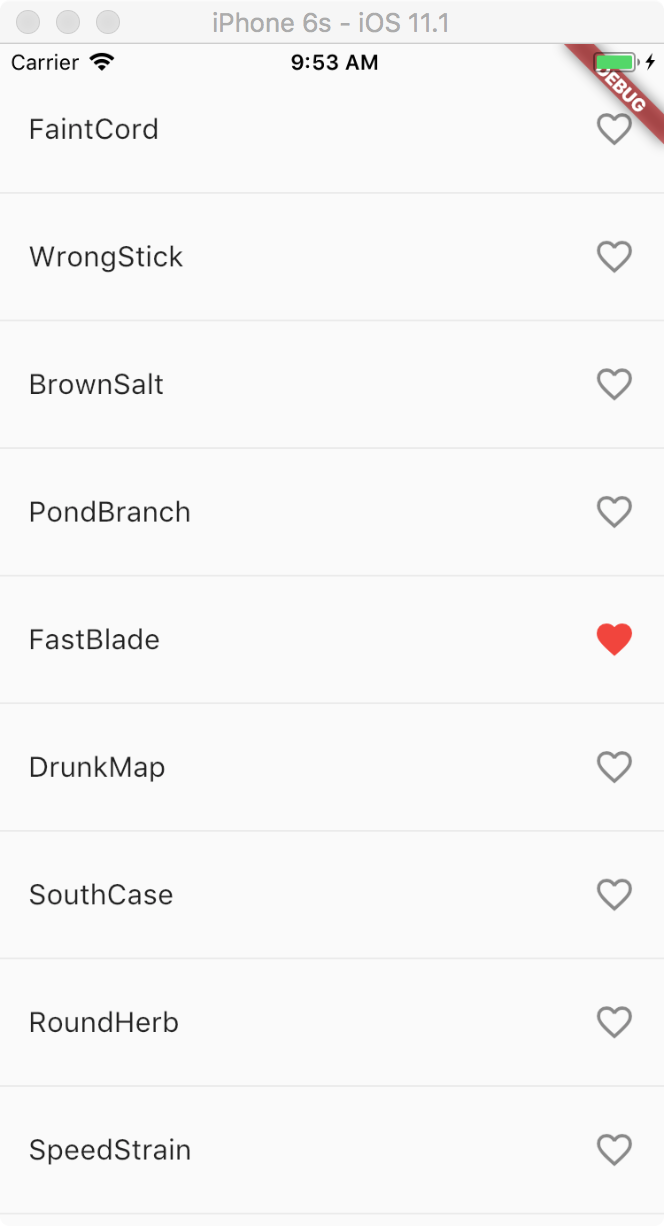 iPhone 6s - iOS 11.1
Carrier 9:53 AM
DEBUG
FaintCord
WrongStick
BrownSalt
PondBranch
FastBlade
DrunkMap
SouthCase
RoundHerb
SpeedStrain